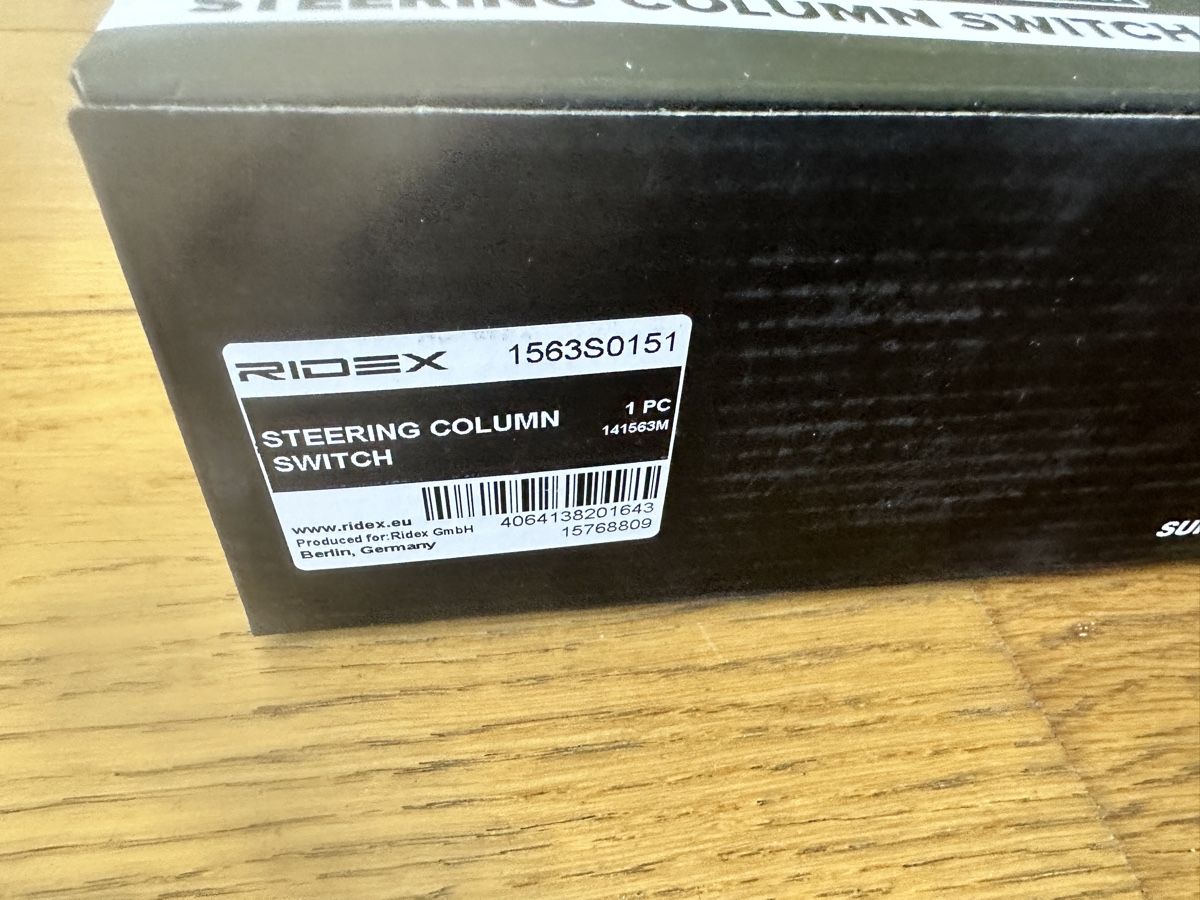 STEERING COLUMN SWITCH
RIDEX 1563S0151
STEERING COLUMN
SWITCH
1 PC
141563M
www.ridex.eu
Produced for:Ridex GmbH
Berlin, Germany
4064138201643
15768809